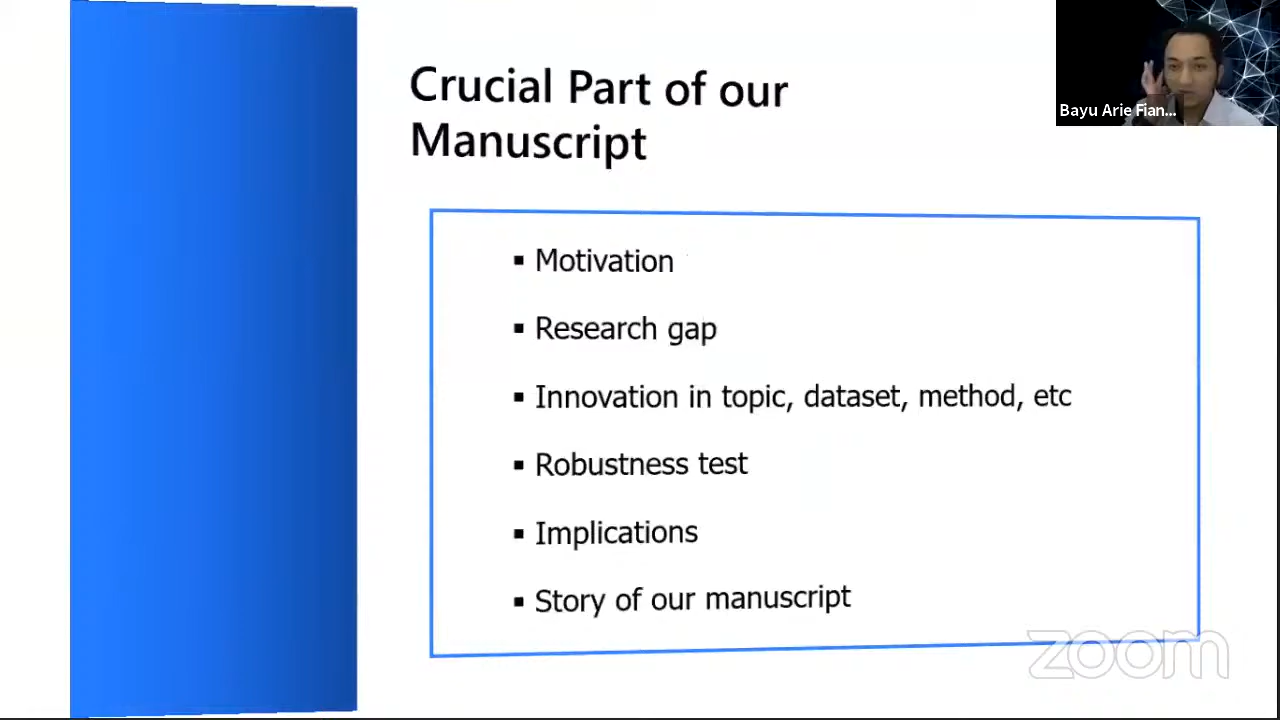 Crucial Part of our
Manuscript
Bayu Arie Fian...
▪ Motivation
▪ Research gap
▪ Innovation in topic, dataset, method, etc
▪ Robustness test
▪ Implications
▪ Story of our manuscript
zoom